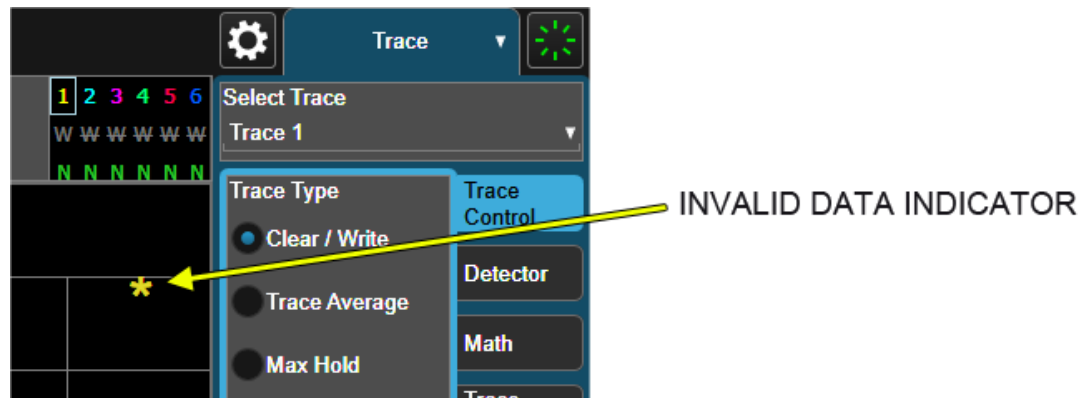 Trace
1 2 3 4 5 6
W W W W W W
N N N N N N
Select Trace
Trace 1
Trace Type
Clear / Write
Trace Average
Max Hold
Trace
Control
Detector
Math
Trace
*
INVALID DATA INDICATOR